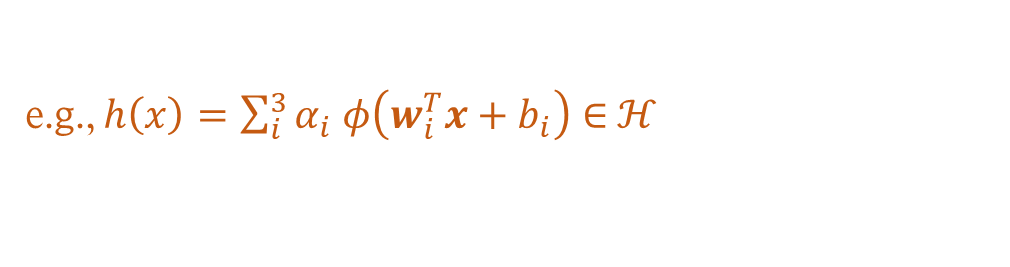 e.g., ℎ(𝑥) = ∑ᵢ³ 𝛼ᵢ 𝜙(𝒘ᵢᵀ𝒙 + 𝑏ᵢ) ∈ ℋ